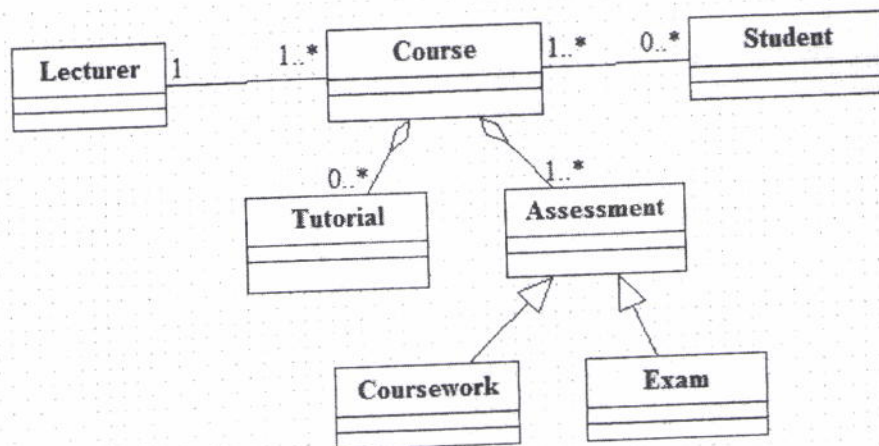 Lecturer
1
1..*
Course
1..*
0..*
Student
0..*
1..*
Tutorial
Assessment
Coursework
Exam